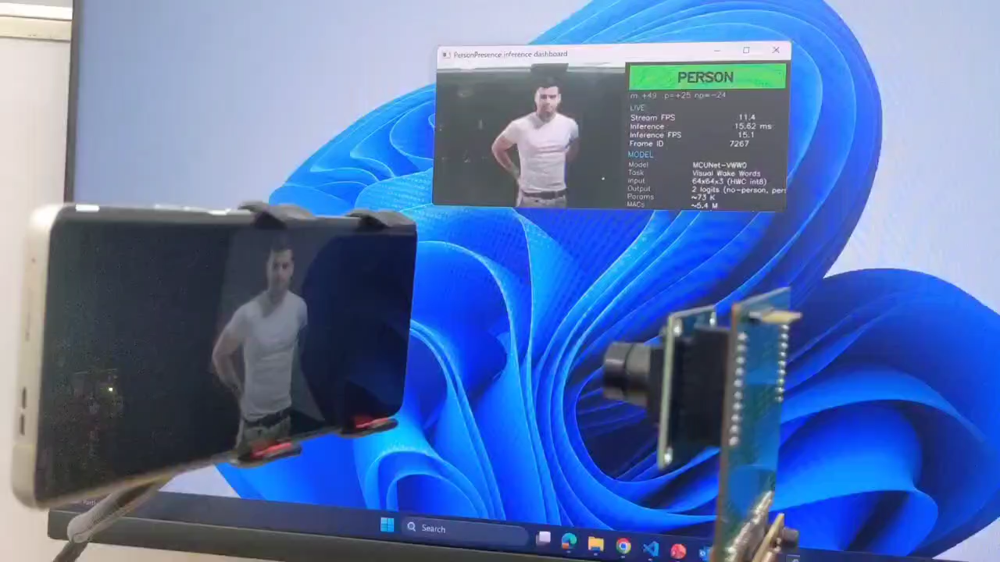 PersonPresence inference dashboard
PERSON
m +49 p=+25 np=-24
LIVE
Stream FPS 11.4
Inference 15.62 ms
Inference FPS 15.1
Frame ID 7267
MODEL
Model MCUNet-VWW0
Task Visual Wake Words
Input 64x64x3 (HWC int8)
Output 2 logits (no-person, pers
Params ~73 K
MACs ~5.4 M
Search